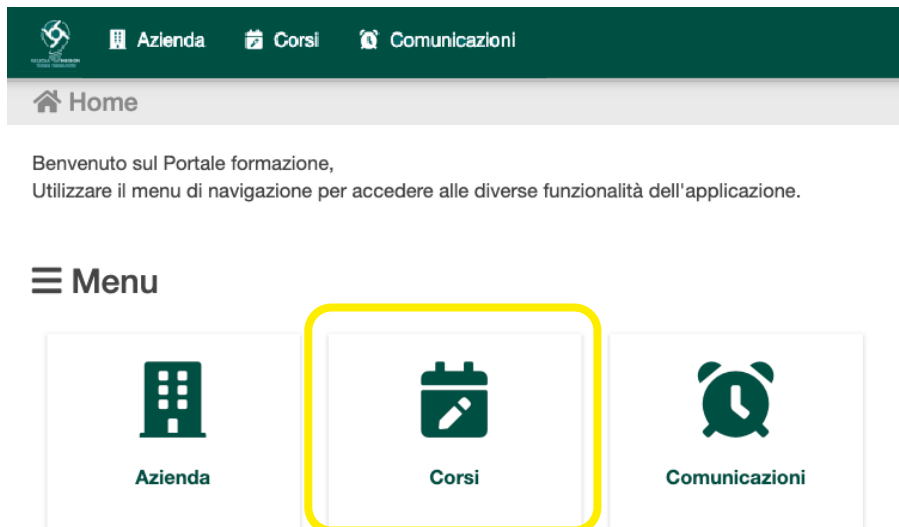 Azienda Corsi Comunicazioni
Home
Benvenuto sul Portale formazione,
Utilizzare il menu di navigazione per accedere alle diverse funzionalità dell'applicazione.
Menu
Azienda Corsi Comunicazioni